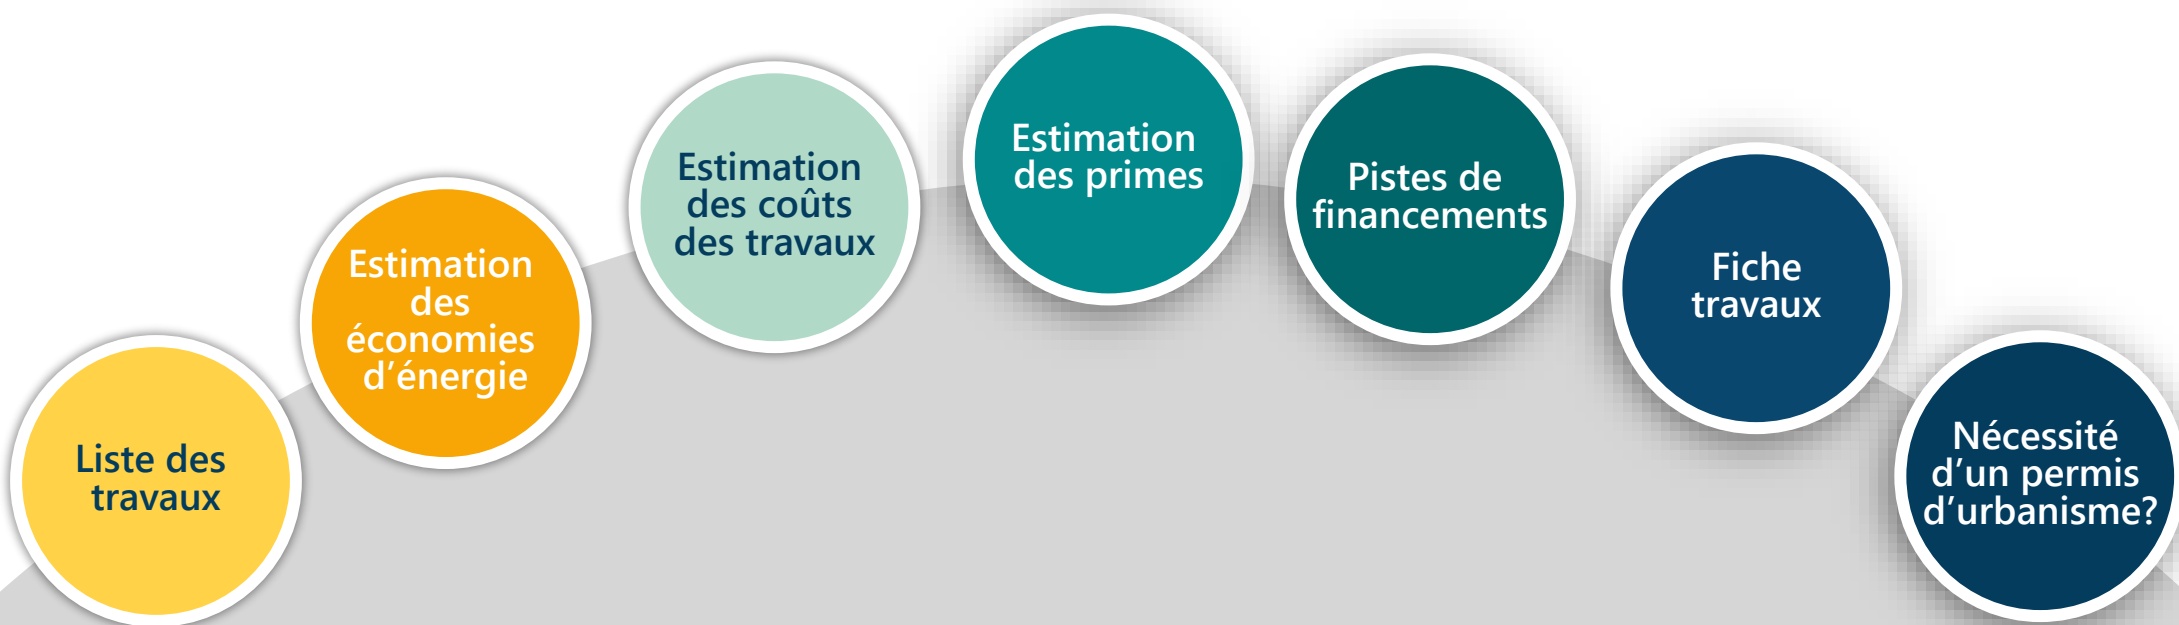 Liste des
travaux
Estimation
des
économies
d’énergie
Estimation
des coûts
des travaux
Estimation
des primes
Pistes de
financements
Fiche
travaux
Nécessité
d’un permis
d’urbanisme?